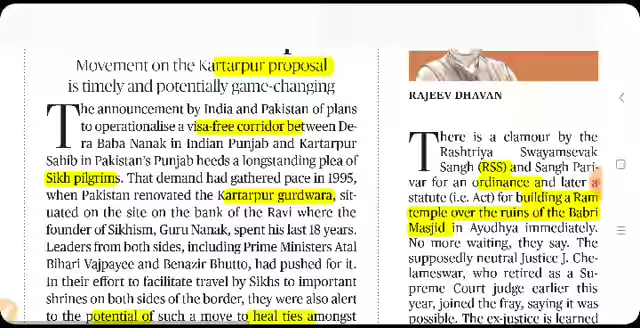 Movement on the Kartarpur proposal
is timely and potentially game-changing
The announcement by India and Pakistan of plans
to operationalise a visa-free corridor between De-
ra Baba Nanak in Indian Punjab and Kartarpur
Sahib in Pakistan's Punjab heeds a longstanding plea of
Sikh pilgrims. That demand had gathered pace in 1995,
when Pakistan renovated the Kartarpur gurdwara, sit-
uated on the site on the bank of the Ravi where the
founder of Sikhism, Guru Nanak, spent his last 18 years.
Leaders from both sides, including Prime Ministers Atal
Bihari Vajpayee and Benazir Bhutto, had pushed for it.
In their effort to facilitate travel by Sikhs to important
shrines on both sides of the border, they were also alert
to the potential of such a move to heal ties amongst
RAJEEV DHAVAN
There is a clamour by the
Rashtriya Swayamsevak
Sangh (RSS) and Sangh Pari-
var for an ordinance and later a
statute (i.e. Act) for building a Ram
temple over the ruins of the Babri
Masjid in Ayodhya immediately.
No more waiting, they say. The
supposedly neutral Justice J. Che-
lameswar, who retired as a Su-
preme Court judge earlier this
year, joined the fray, saying it was
possible. The ex-justice is learned